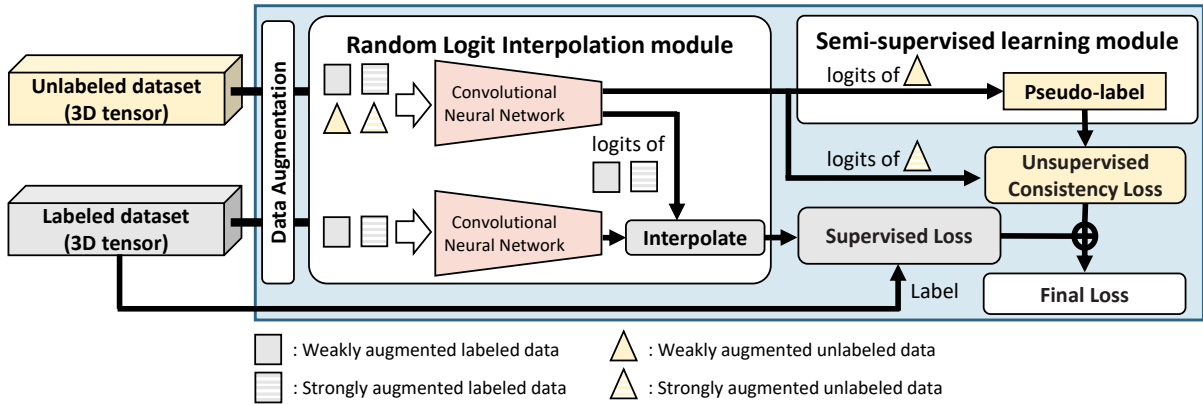 Unlabeled dataset
(3D tensor)
Labeled dataset
(3D tensor)
Data Augmentation
Random Logit Interpolation module
Convolutional
Neural Network
logits of
Convolutional
Neural Network
Interpolate
Semi-supervised learning module
logits of
Pseudo-label
logits of
Unsupervised
Consistency Loss
Supervised Loss
Label
Final Loss
: Weakly augmented labeled data
: Weakly augmented unlabeled data
: Strongly augmented labeled data
: Strongly augmented unlabeled data